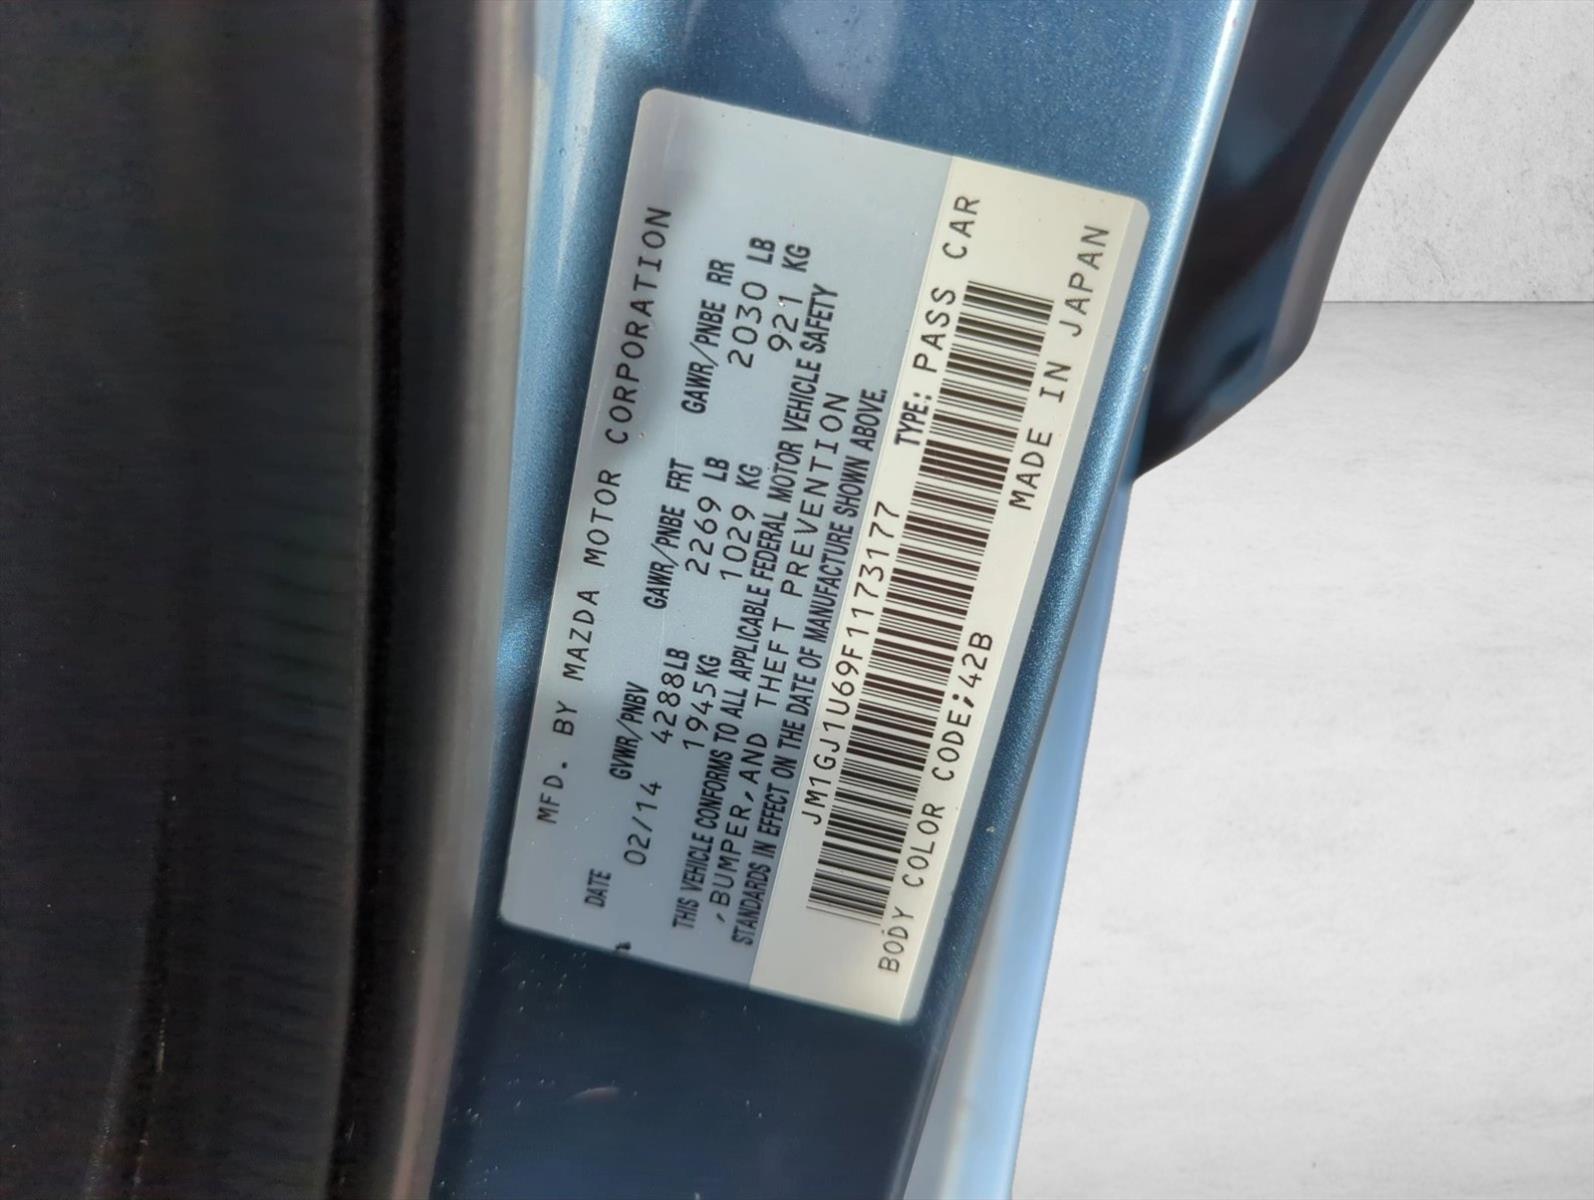 MFD. BY MAZDA MOTOR CORPORATION
DATE GVWR/PNBV GAWR/PNBE FRT GAWR/PNBE RR
02/14 4288LB 2269 LB 2030 LB
1945KG 1029 KG 921 KG
THIS VEHICLE CONFORMS TO ALL APPLICABLE FEDERAL MOTOR VEHICLE SAFETY
,BUMPER,AND THEFT PREVENTION
STANDARDS IN EFFECT ON THE DATE OF MANUFACTURE SHOWN ABOVE.
JM1GJ1U69F1173177 TYPE: PASS CAR
BODY COLOR CODE;42B MADE IN JAPAN